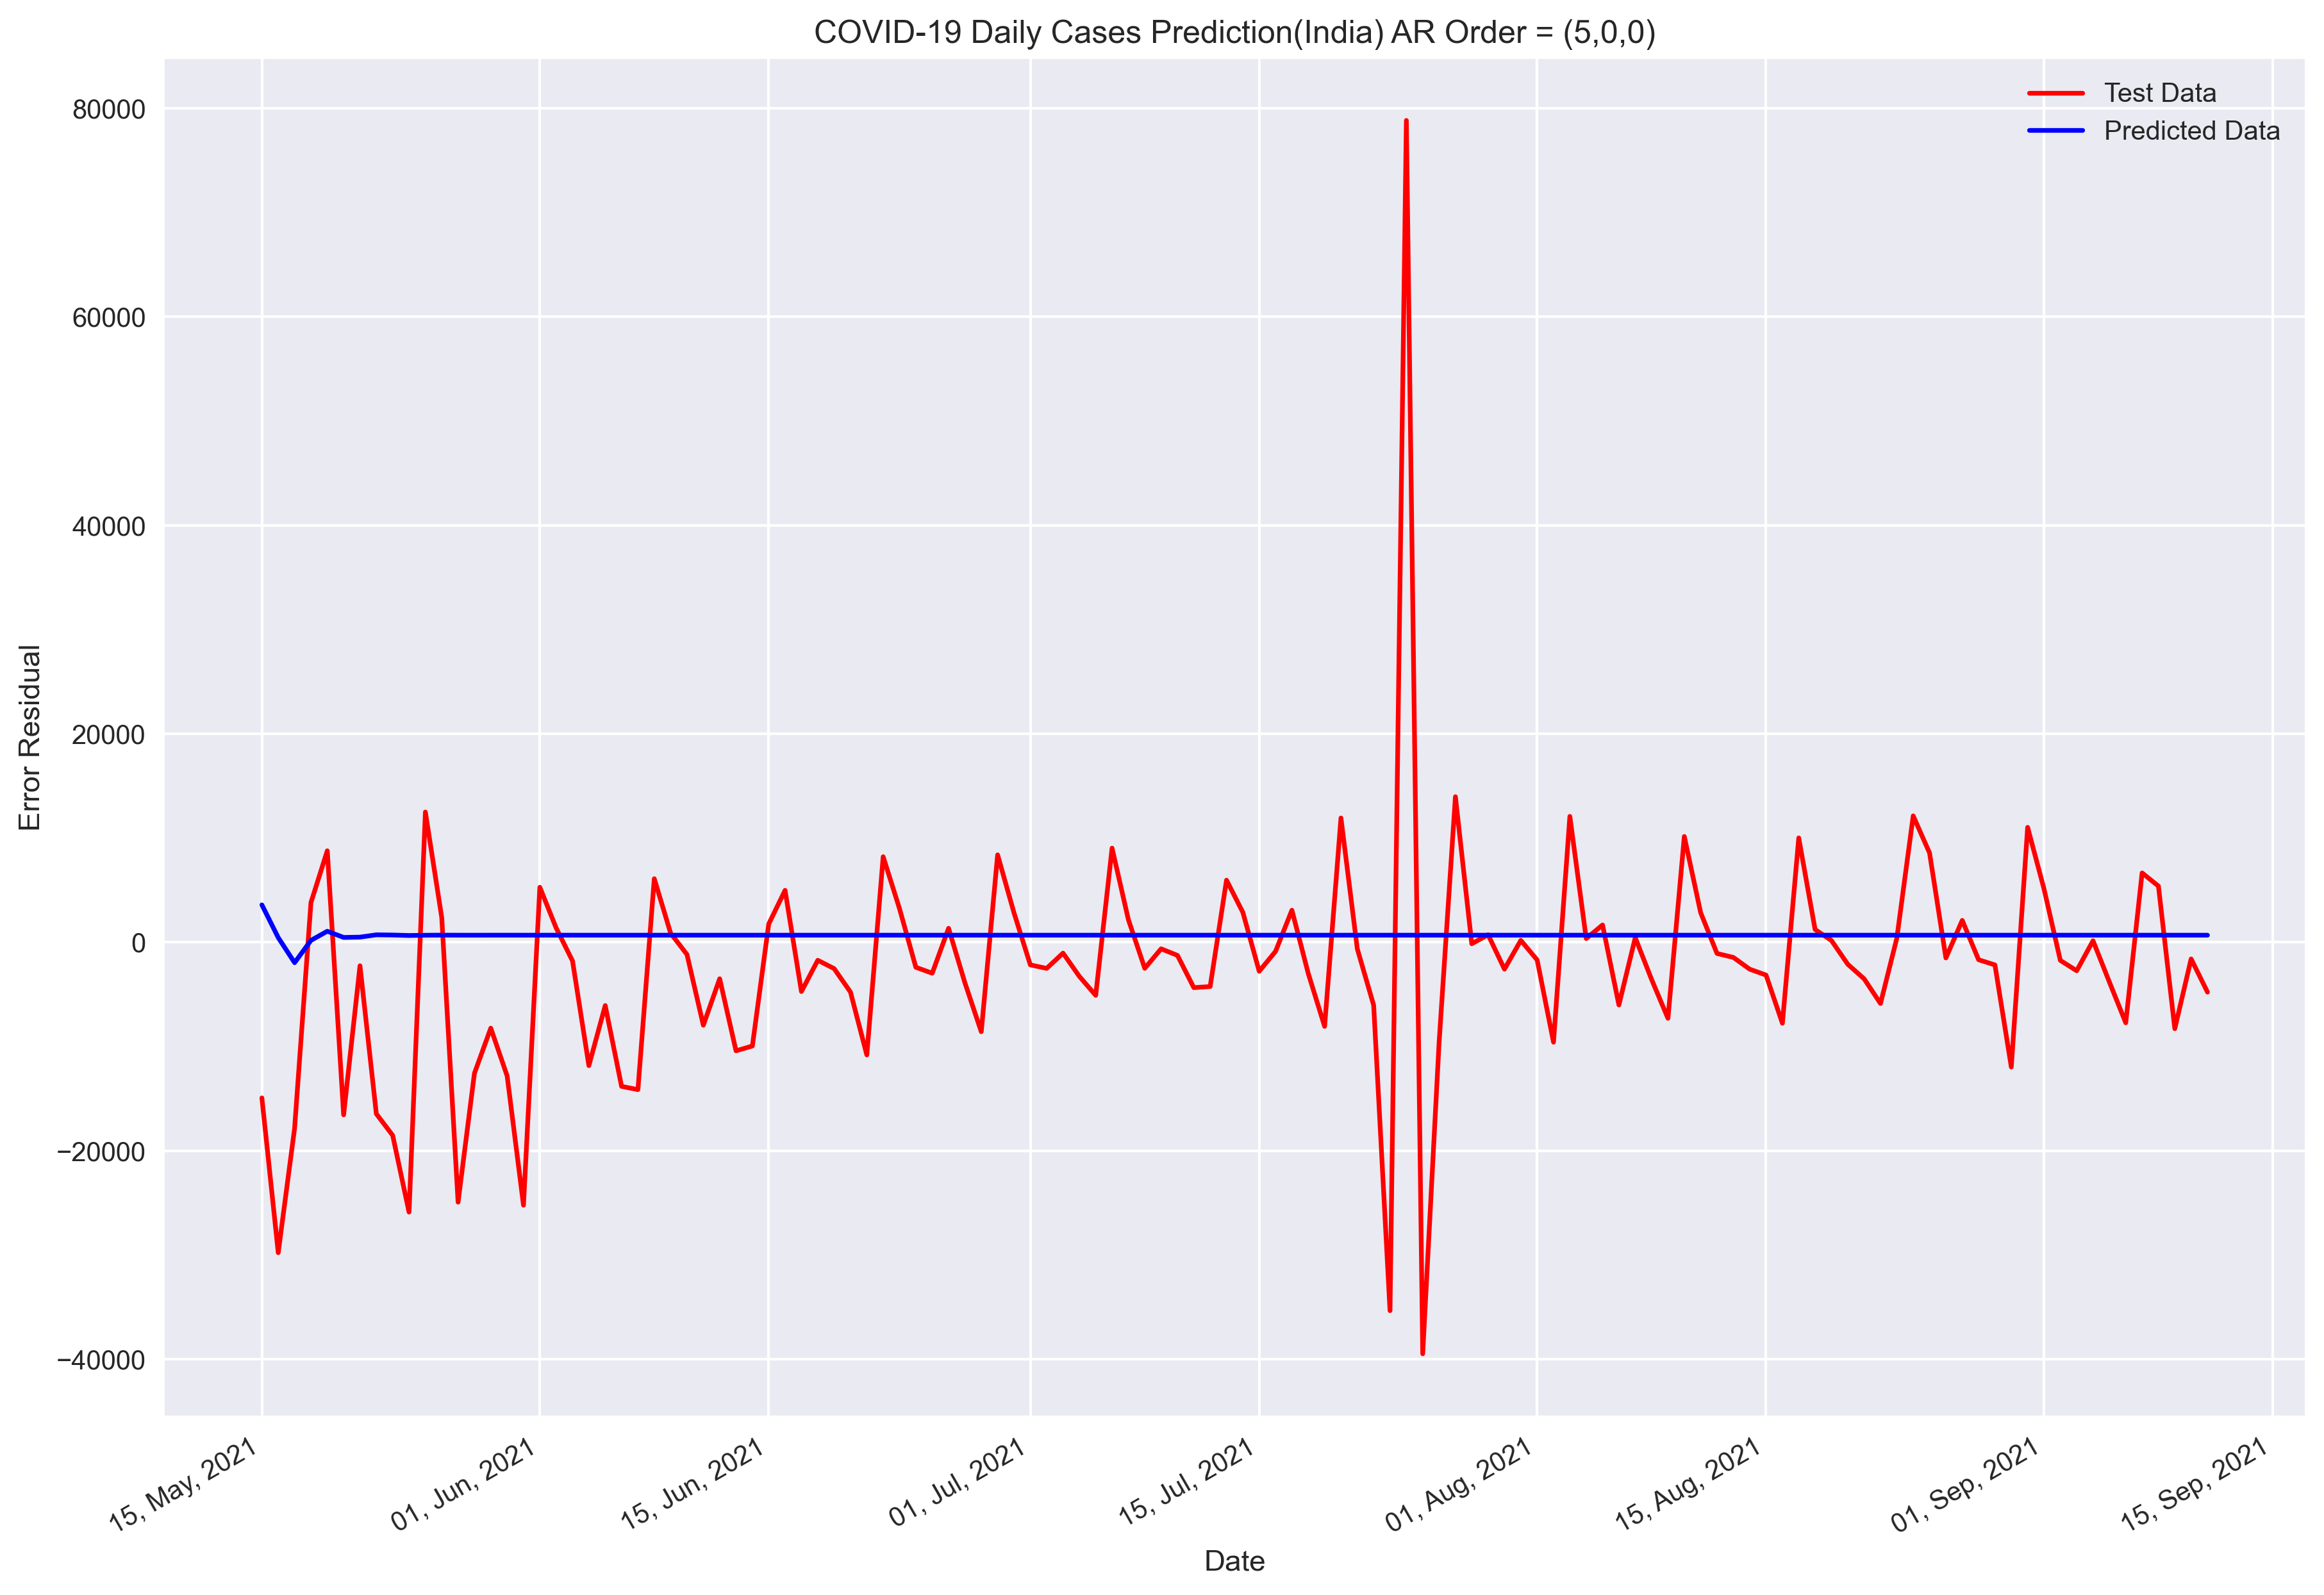 COVID-19 Daily Cases Prediction(India) AR Order = (5,0,0)
Test Data
Predicted Data
80000
60000
40000
20000
0
−20000
−40000
Error Residual
15, May, 2021
01, Jun, 2021
15, Jun, 2021
01, Jul, 2021
15, Jul, 2021
01, Aug, 2021
15, Aug, 2021
01, Sep, 2021
15, Sep, 2021
Date